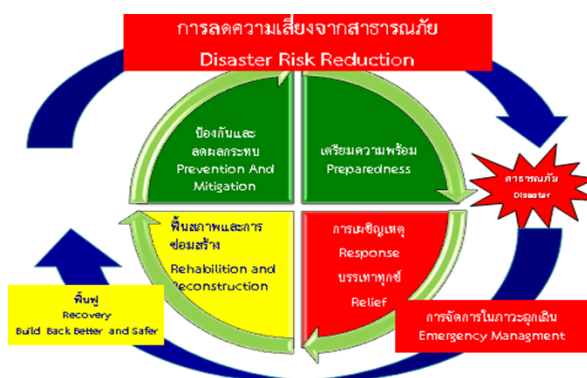 การลดความเสี่ยงจากสาธารณภัย
Disaster Risk Reduction
ป้องกันและ
ลดผลกระทบ
Prevention And
Mitigation
เตรียมความพร้อม
Preparedness
สาธารณภัย
Disaster
ฟื้นสภาพและการ
ซ่อมสร้าง
Rehabilition and
Reconstruction
การเผชิญเหตุ
Response
บรรเทาทุกข์
Relief
ฟื้นฟู
Recovery
Build Back Better and Safer
การจัดการในภาวะฉุกเฉิน
Emergency Managment